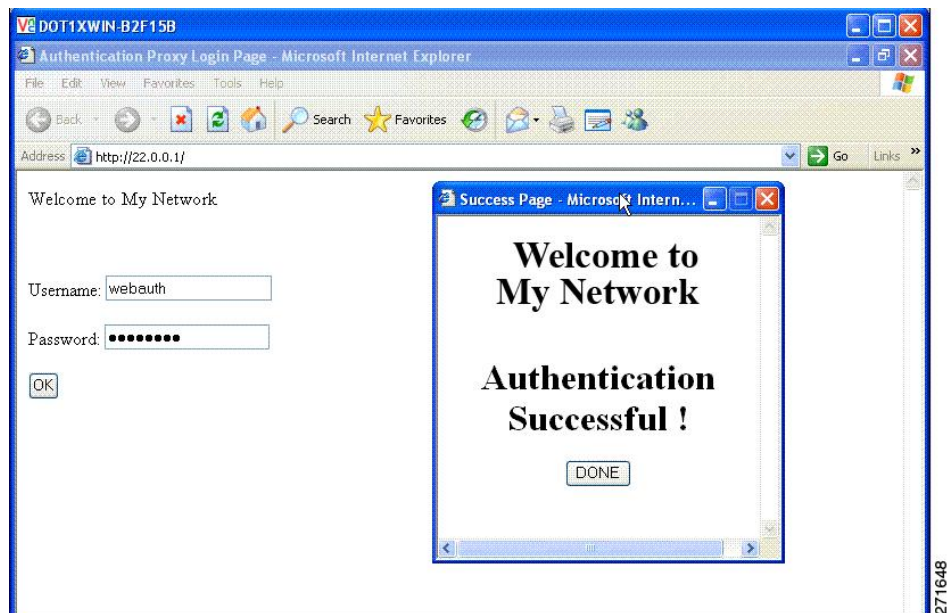 DOT1XWIN-B2F15B
Authentication Proxy Login Page - Microsoft Internet Explorer
File Edit View Favorites Tools Help
Back Search Favorites
Address http://22.0.0.1/ Go Links »
Welcome to My Network
Username: webauth
Password: ●●●●●●●●
OK
Success Page - Microsoft Intern...
Welcome to
My Network
Authentication
Successful !
DONE
271648